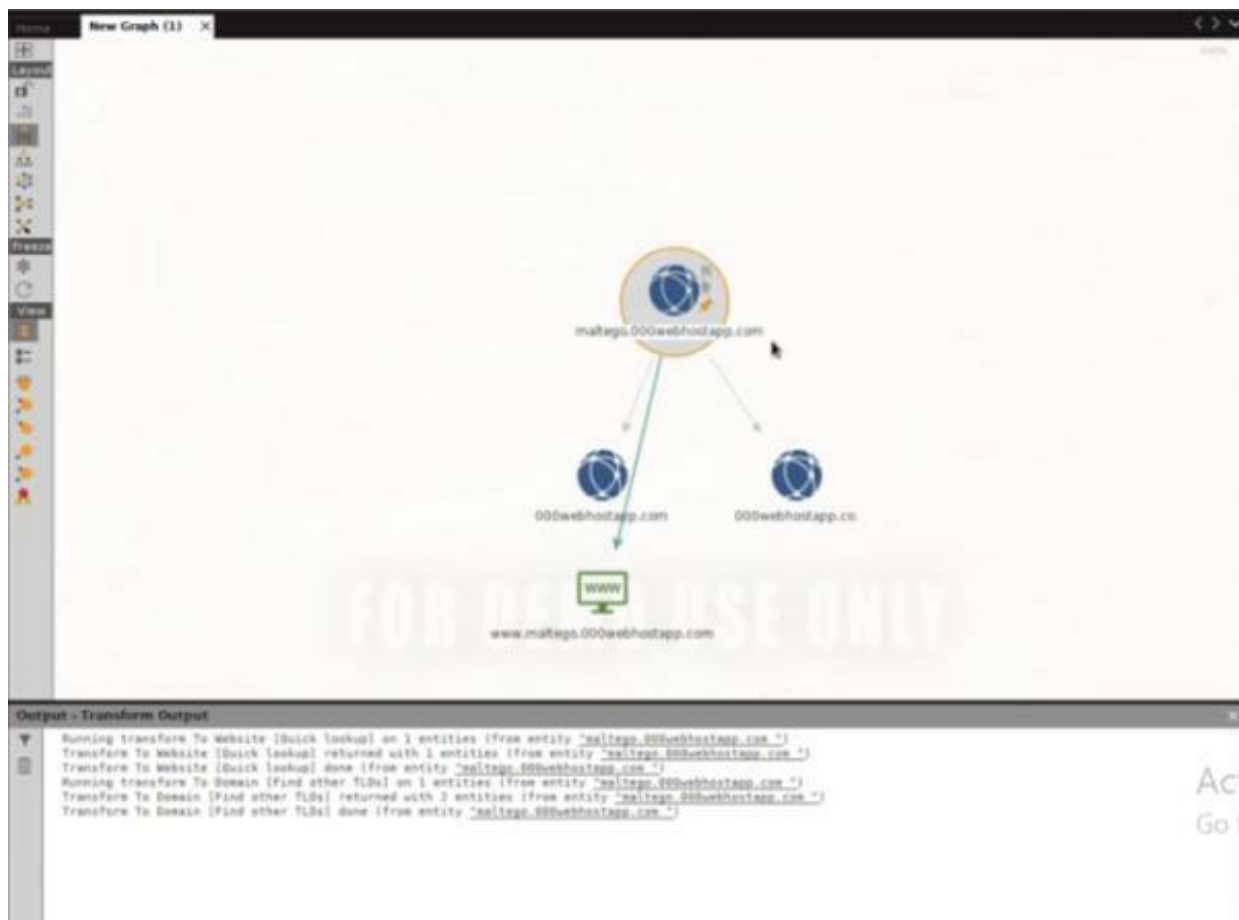 Home
New Graph (1)
Layout
Freeze
View
maltego.000webhostapp.com
000webhostapp.com
000webhostapp.co
WWW
www.maltego.000webhostapp.com
FOR DEMO USE ONLY
Output - Transform Output
Running transform To Website [Quick lookup] on 1 entities (from entity "maltego.000webhostapp.com ")
Transform To Website [Quick lookup] returned with 1 entities (from entity "maltego.000webhostapp.com ")
Transform To Website [Quick lookup] done (from entity "maltego.000webhostapp.com ")
Running transform To Domain [Find other TLDs] on 1 entities (from entity "maltego.000webhostapp.com ")
Transform To Domain [Find other TLDs] returned with 2 entities (from entity "maltego.000webhostapp.com ")
Transform To Domain [Find other TLDs] done (from entity "maltego.000webhostapp.com ")
Go